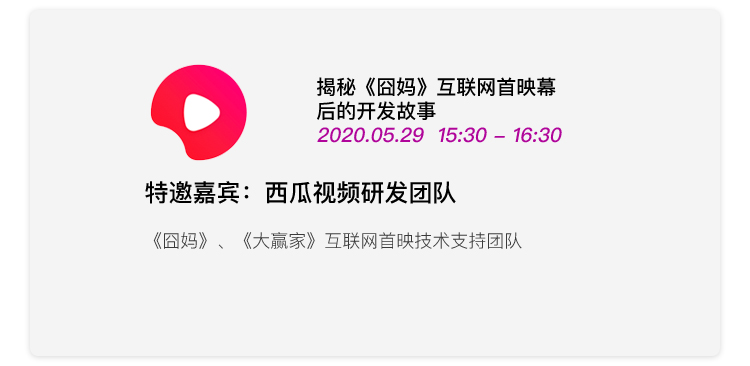 揭秘《囧妈》互联网首映幕
后的开发故事
2020.05.29 15:30 – 16:30
特邀嘉宾：西瓜视频研发团队
《囧妈》、《大赢家》互联网首映技术支持团队